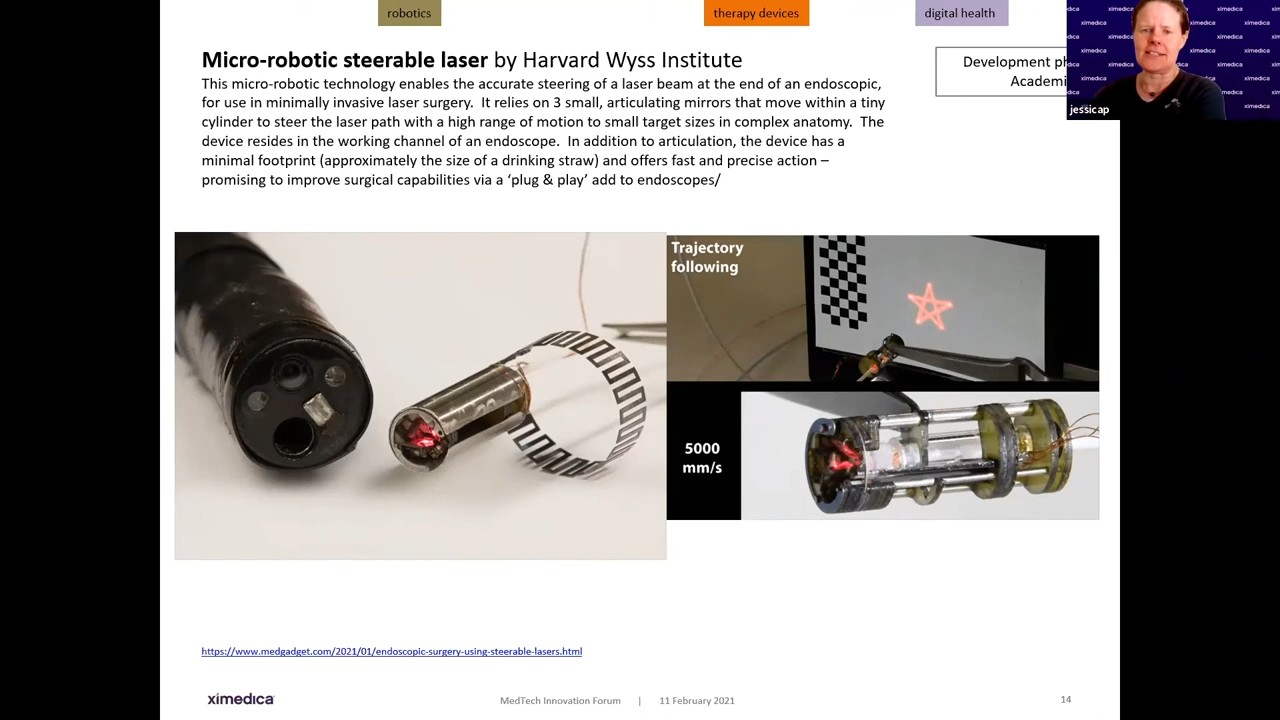 robotics
therapy devices
digital health
Micro-robotic steerable laser by Harvard Wyss Institute
This micro-robotic technology enables the accurate steering of a laser beam at the end of an endoscopic,
for use in minimally invasive laser surgery. It relies on 3 small, articulating mirrors that move within a tiny
cylinder to steer the laser path with a high range of motion to small target sizes in complex anatomy. The
device resides in the working channel of an endoscope. In addition to articulation, the device has a
minimal footprint (approximately the size of a drinking straw) and offers fast and precise action –
promising to improve surgical capabilities via a ‘plug & play’ add to endoscopes/
Development ph
Academi
ximedica
jessicap
Trajectory
following
5000
mm/s
https://www.medgadget.com/2021/01/endoscopic-surgery-using-steerable-lasers.html
ximedica
MedTech Innovation Forum | 11 February 2021
14